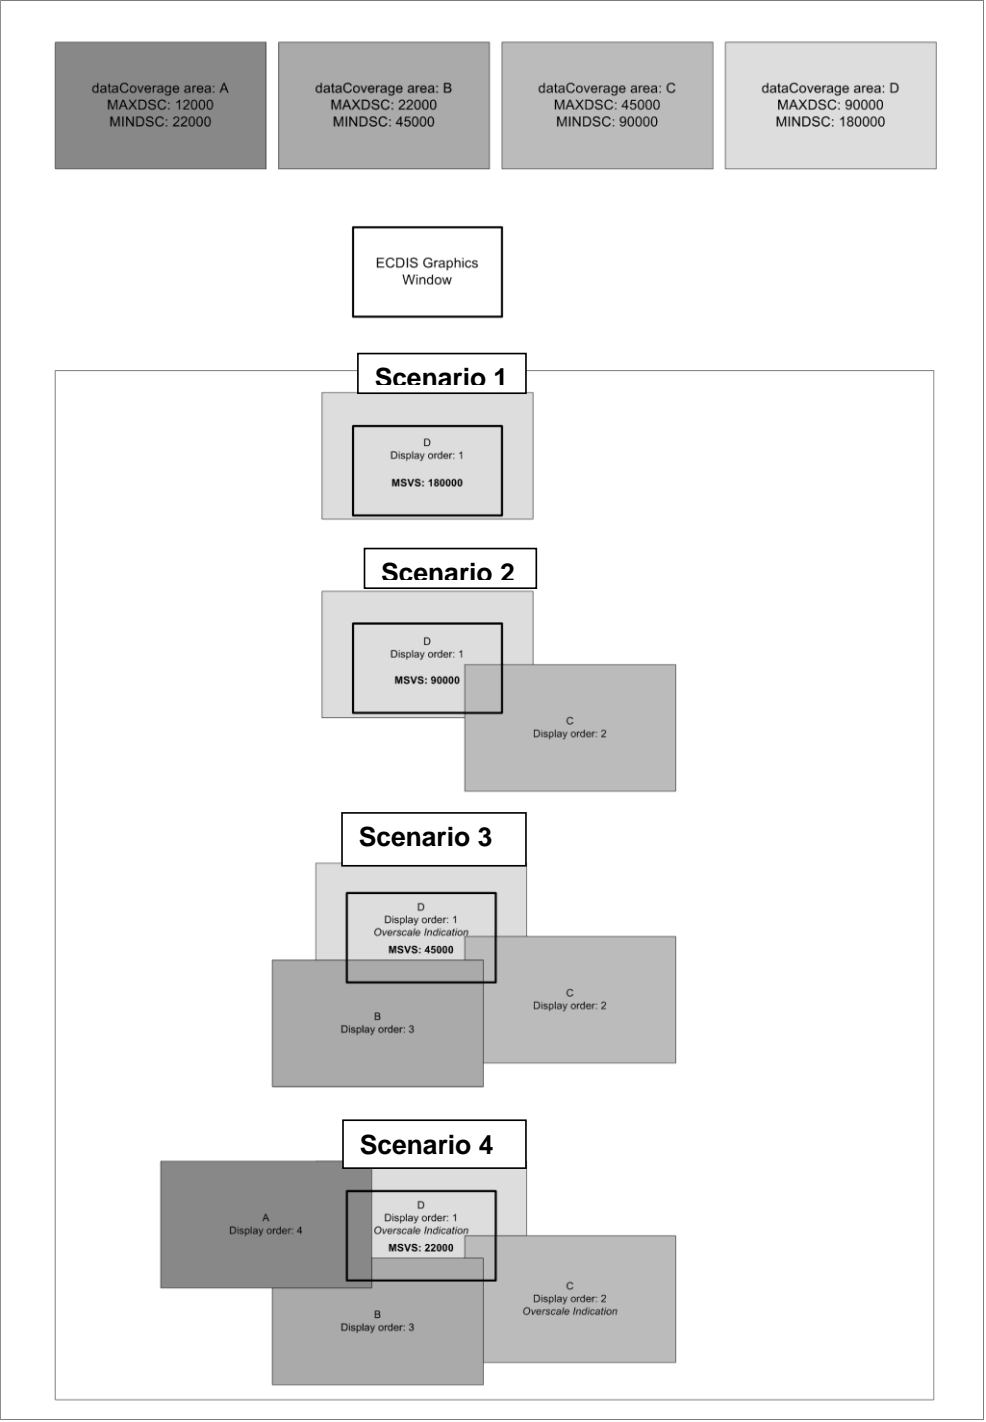 dataCoverage area: A
MAXDSC: 12000
MINDSC: 22000
dataCoverage area: B
MAXDSC: 22000
MINDSC: 45000
dataCoverage area: C
MAXDSC: 45000
MINDSC: 90000
dataCoverage area: D
MAXDSC: 90000
MINDSC: 180000
ECDIS Graphics
Window
Scenario 1
D
Display order: 1
MSVS: 180000
Scenario 2
D
Display order: 1
MSVS: 90000
C
Display order: 2
Scenario 3
D
Display order: 1
Overscale Indication
MSVS: 45000
C
Display order: 2
B
Display order: 3
Scenario 4
A
Display order: 4
D
Display order: 1
Overscale Indication
MSVS: 22000
C
Display order: 2
Overscale Indication
B
Display order: 3